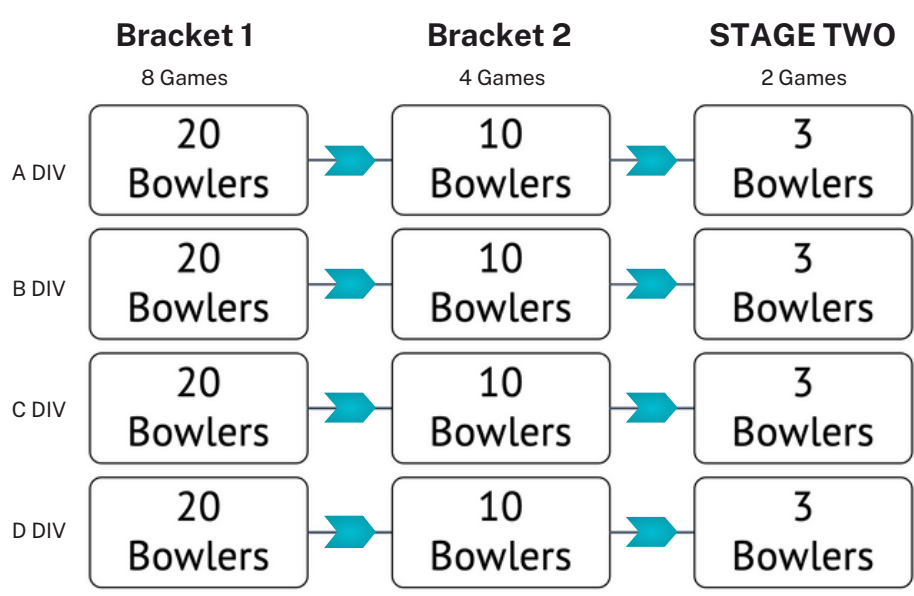 Bracket 1
Bracket 2
STAGE TWO
8 Games
4 Games
2 Games
A DIV
20
Bowlers
10
Bowlers
3
Bowlers
B DIV
20
Bowlers
10
Bowlers
3
Bowlers
C DIV
20
Bowlers
10
Bowlers
3
Bowlers
D DIV
20
Bowlers
10
Bowlers
3
Bowlers